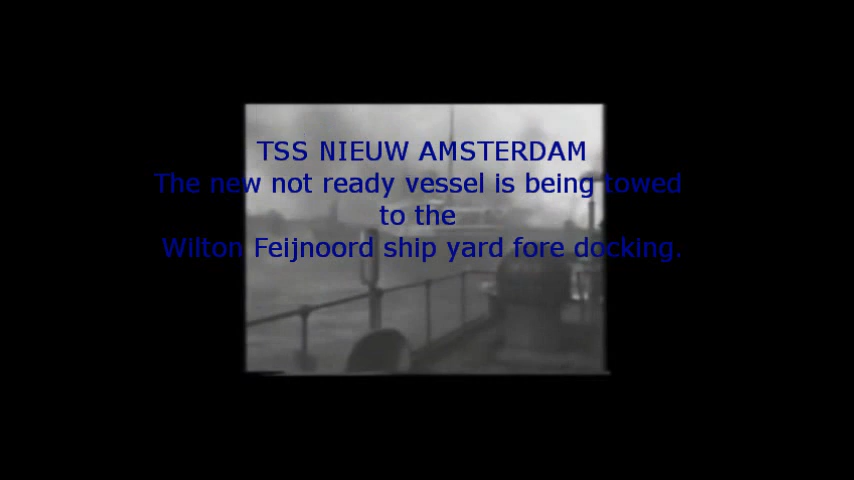 TSS NIEUW AMSTERDAM
The new not ready vessel is being towed
to the
Wilton Feijnoord ship yard fore docking.